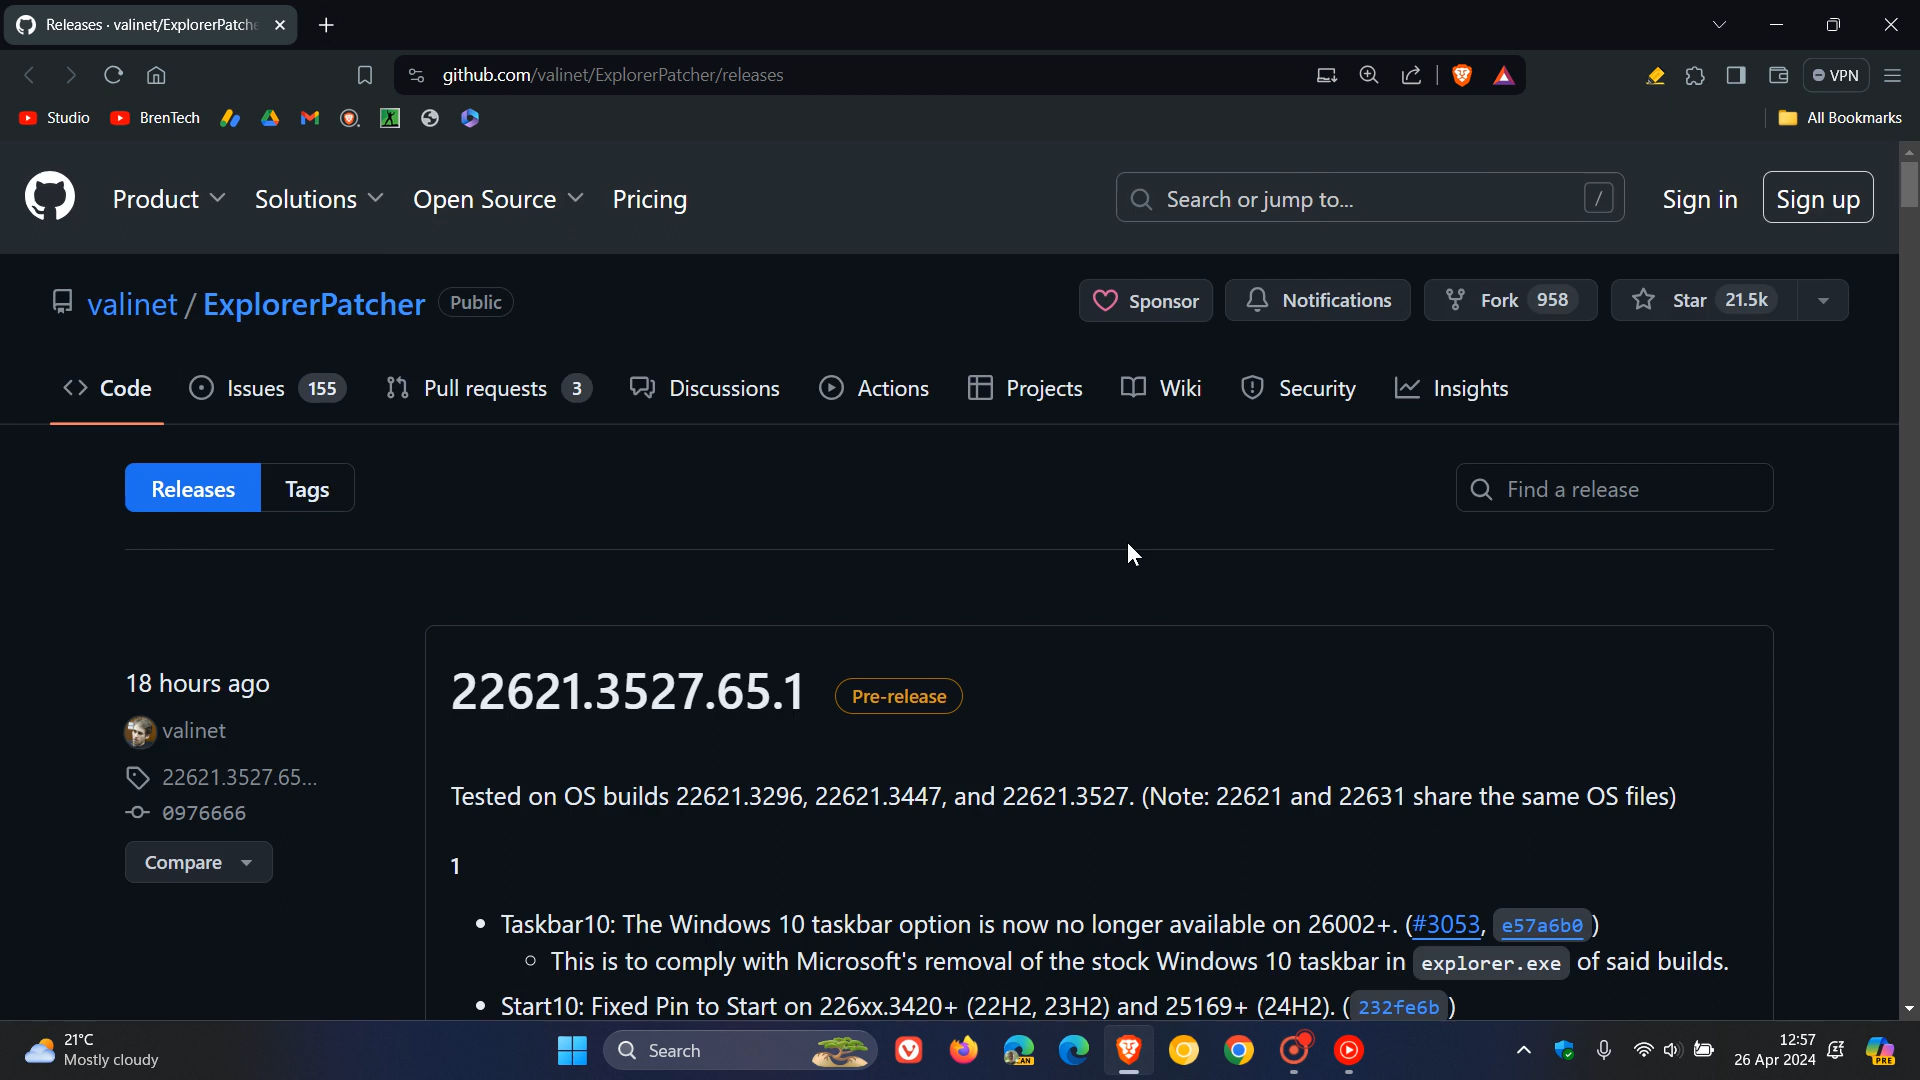 Releases · valinet/ExplorerPatche
github.com/valinet/ExplorerPatcher/releases
VPN
Studio
BrenTech
All Bookmarks
Product
Solutions
Open Source
Pricing
Search or jump to...
/
Sign in
Sign up
valinet / ExplorerPatcher
Public
Sponsor
Notifications
Fork 958
Star 21.5k
Code
Issues 155
Pull requests 3
Discussions
Actions
Projects
Wiki
Security
Insights
Releases
Tags
Find a release
18 hours ago
valinet
22621.3527.65...
0976666
Compare
22621.3527.65.1
Pre-release
Tested on OS builds 22621.3296, 22621.3447, and 22621.3527. (Note: 22621 and 22631 share the same OS files)
1
Taskbar10: The Windows 10 taskbar option is now no longer available on 26002+. (#3053, e57a6b0)
This is to comply with Microsoft's removal of the stock Windows 10 taskbar in explorer.exe of said builds.
Start10: Fixed Pin to Start on 226xx.3420+ (22H2, 23H2) and 25169+ (24H2). ( 232fe6b )
21°C
Mostly cloudy
Search
CAN
12:57
26 Apr 2024
PRE